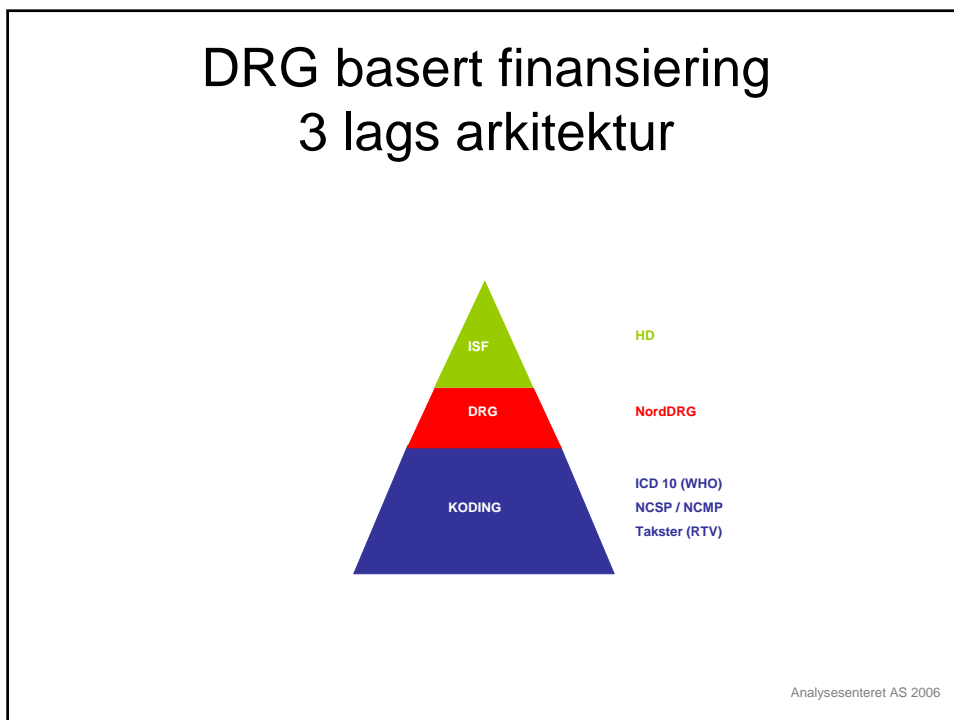 DRG basert finansiering
3 lags arkitektur
ISF
HD
DRG
NordDRG
KODING
ICD 10 (WHO)
NCSP / NCMP
Takster (RTV)
Analysesenteret AS 2006